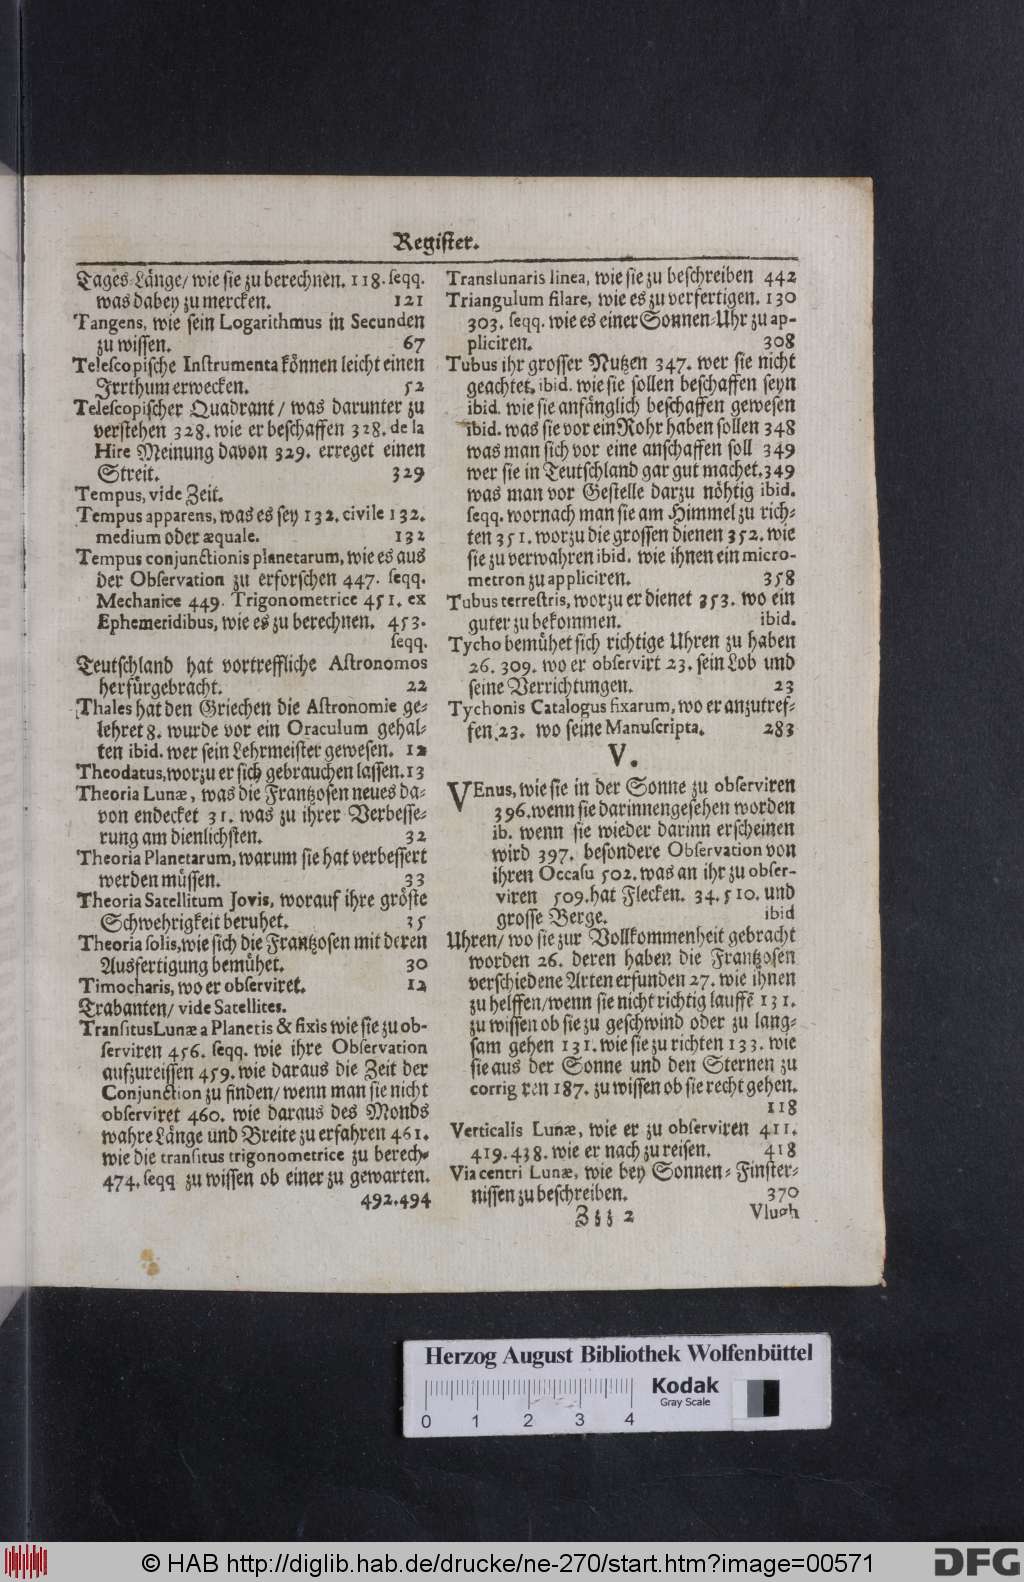 Register.
Tages-Länge/ wie sie zu berechnen. 118. seqq.
was dabey zu mercken. 121
Tangens, wie sein Logarithmus in Secunden
zu wissen. 67
Telescopische Instrumenta können leicht einen
Irrthum erwecken. 52
Telescopischer Quadrant/ was darunter zu
verstehen 328. wie er beschaffen 328. de la
Hire Meinung davon 329. erreget einen
Streit. 329
Tempus, vide Zeit.
Tempus apparens, was es sey 132. civile 132.
medium oder æquale. 132
Tempus conjunctionis planetarum, wie es aus
der Observation zu erforschen 447. seqq.
Mechanice 449. Trigonometrice 451. ex
Ephemeridibus, wie es zu berechnen. 453.
seqq.
Teutschland hat vortreffliche Astronomos
herfürgebracht. 22
Thales hat den Griechen die Astronomie ge-
lehret 8. wurde vor ein Oraculum gehal-
ten ibid. wer sein Lehrmeister gewesen. 12
Theodatus, worzu er sich gebrauchen lassen. 13
Theoria Lunæ, was die Frantzosen neues da-
von endecket 31. was zu ihrer Verbesse-
rung am dienlichsten. 32
Theoria Planetarum, warum sie hat verbessert
werden müssen. 33
Theoria Satellitum Jovis, worauf ihre gröste
Schwehrigkeit beruhet. 35
Theoria solis, wie sich die Frantzosen mit deren
Ausfertigung bemühet. 30
Timocharis, wo er observiret. 12
Trabanten/ vide Satellites.
Transitus Lunæ a Planetis & fixis wie sie zu ob-
serviren 456. seqq. wie ihre Observation
aufzureissen 459. wie daraus die Zeit der
Conjunction zu finden/ wenn man sie nicht
observiret 460. wie daraus des Monds
wahre Länge und Breite zu erfahren 461.
wie die transitus trigonometrice zu berech-
474. seqq zu wissen ob einer zu gewarten.
492. 494
Translunaris linea, wie sie zu beschreiben 442
Triangulum filare, wie es zu verfertigen. 130
303. seqq. wie es einer Sonnen-Uhr zu ap-
pliciren. 308
Tubus ihr grosser Nutzen 347. wer sie nicht
geachtet. ibid. wie sie sollen beschaffen seyn
ibid. wie sie anfänglich beschaffen gewesen
ibid. was sie vor ein Rohr haben sollen 348
was man sich vor eine anschaffen soll 349
wer sie in Teutschland gar gut machet. 349
was man vor Gestelle darzu nöhtig ibid.
seqq. wornach man sie am Himmel zu rich-
ten 351. worzu die grossen dienen 352. wie
sie zu verwahren ibid. wie ihnen ein micro-
metron zu appliciren. 358
Tubus terrestris, worzu er dienet 353. wo ein
guter zu bekommen. ibid.
Tycho bemühet sich richtige Uhren zu haben
26. 309. wo er observirt 23. sein Lob und
seine Verrichtungen. 23
Tychonis Catalogus fixarum, wo er anzutref-
fen 23. wo seine Manuscripta. 283
V.
VEnus, wie sie in der Sonne zu observiren
396. wenn sie darinnen gesehen worden
ib. wenn sie wieder darinn erscheinen
wird 397. besondere Observation von
ihren Occasu 502. was an ihr zu obser-
viren 509. hat Flecken. 34. 510. und
grosse Berge. ibid
Uhren/ wo sie zur Vollkommenheit gebracht
worden 26. deren haben die Frantzosen
verschiedene Arten erfunden 27. wie ihnen
zu helffen/ wenn sie nicht richtig lauffē 131.
zu wissen ob sie zu geschwind oder zu lang-
sam gehen 131. wie sie zu richten 133. wie
sie aus der Sonne und den Sternen zu
corrig ren 187. zu wissen ob sie recht gehen.
118
Verticalis Lunæ, wie er zu observiren 411.
419. 438. wie er nach zu reisen. 418
Via centri Lunæ, wie bey Sonnen-Finster-
nissen zu beschreiben. 370
Zzz 2 Vlugh
Herzog August Bibliothek Wolfenbüttel
Kodak
Gray Scale
0 1 2 3 4
© HAB http://diglib.hab.de/drucke/ne-270/start.htm?image=00571
DFG